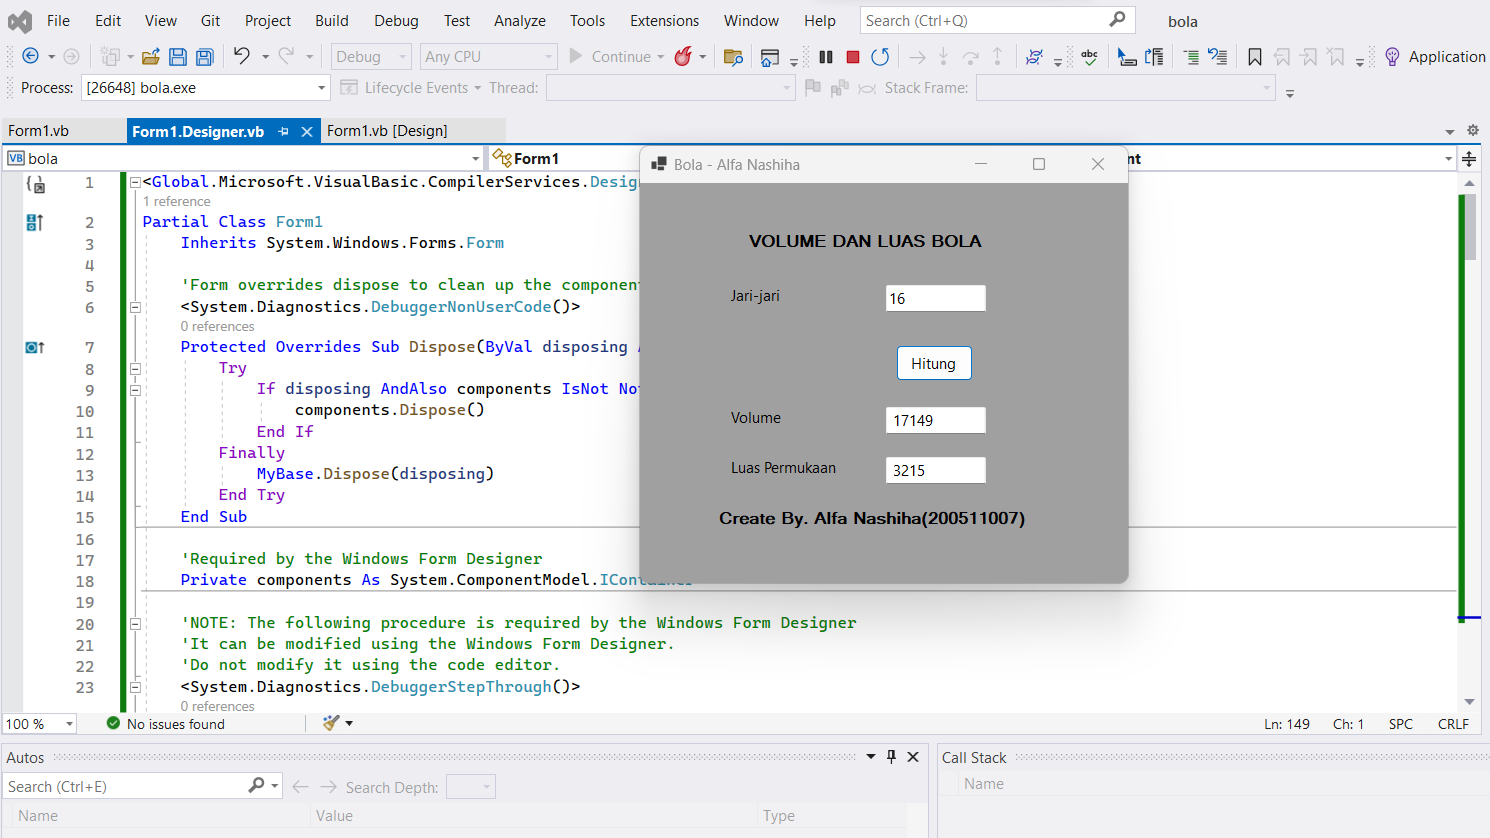 File Edit View Git Project Build Debug Test Analyze Tools Extensions Window Help Search (Ctrl+Q) bola
Debug Any CPU Continue abc Application
Process: [26648] bola.exe Lifecycle Events Thread: Stack Frame:
Form1.vb Form1.Designer.vb Form1.vb [Design]
VB bola Form1 nt
1 <Global.Microsoft.VisualBasic.CompilerServices.Desig
1 reference
2 Partial Class Form1
3 Inherits System.Windows.Forms.Form
4
5 'Form overrides dispose to clean up the component
6 <System.Diagnostics.DebuggerNonUserCode()>
0 references
7 Protected Overrides Sub Dispose(ByVal disposing
8 Try
9 If disposing AndAlso components IsNot Not
10 components.Dispose()
11 End If
12 Finally
13 MyBase.Dispose(disposing)
14 End Try
15 End Sub
16
17 'Required by the Windows Form Designer
18 Private components As System.ComponentModel.IContainer
19
20 'NOTE: The following procedure is required by the Windows Form Designer
21 'It can be modified using the Windows Form Designer.
22 'Do not modify it using the code editor.
23 <System.Diagnostics.DebuggerStepThrough()>
0 references
Bola - Alfa Nashiha
VOLUME DAN LUAS BOLA
Jari-jari 16
Hitung
Volume 17149
Luas Permukaan 3215
Create By. Alfa Nashiha(200511007)
100 % No issues found Ln: 149 Ch: 1 SPC CRLF
Autos
Search (Ctrl+E) Search Depth:
Name Value Type
Call Stack
Name